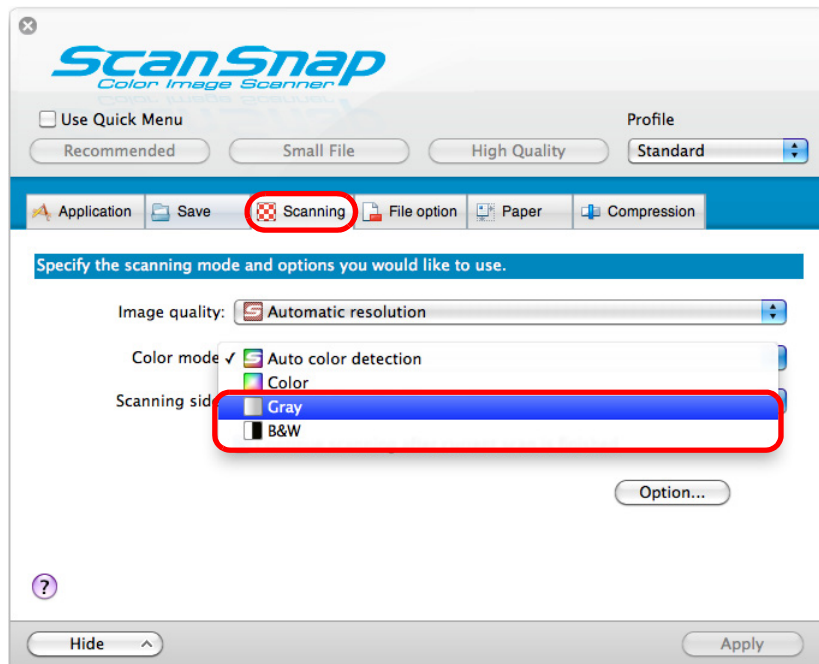 ScanSnap
Color Image Scanner
Use Quick Menu
Profile
Recommended Small File High Quality Standard
Application Save Scanning File option Paper Compression
Specify the scanning mode and options you would like to use.
Image quality: Automatic resolution
Color mode ✓ Auto color detection
Color
Scanning sid
Gray
B&W
Option...
?
Hide Apply